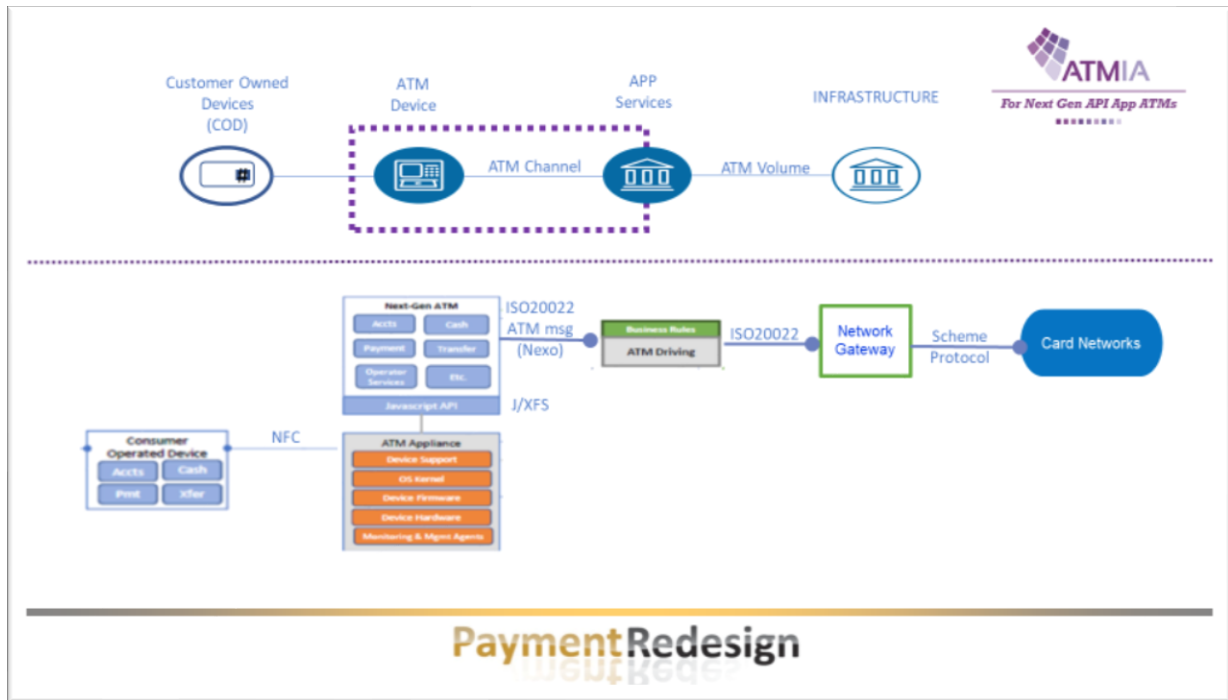 Customer Owned
Devices
(COD)
ATM
Device
APP
Services
INFRASTRUCTURE
ATMIA
For Next Gen API App ATMs
ATM Channel
ATM Volume
Next-Gen ATM
Accts
Cash
Payment
Transfer
Operator
Services
Etc.
Javascript API
ISO20022
ATM msg
(Nexo)
J/XFS
Business Rules
ATM Driving
ISO20022
Network
Gateway
Scheme
Protocol
Card Networks
Consumer
Operated Device
Accts
Cash
Pmt
Xfer
NFC
ATM Appliance
Device Support
OS Kernel
Device Firmware
Device Hardware
Monitoring & Mgmt Agents
PaymentRedesign